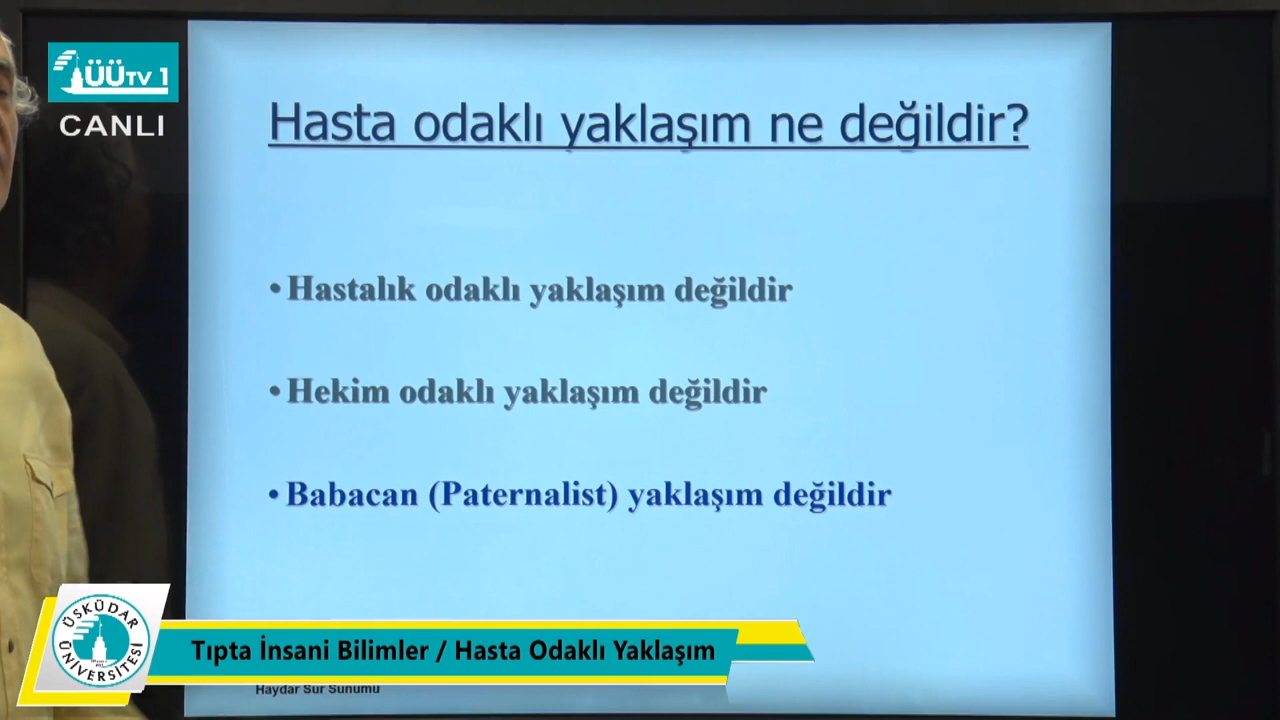 ÜÜTV 1
CANLI
Hasta odaklı yaklaşım ne değildir?
• Hastalık odaklı yaklaşım değildir
• Hekim odaklı yaklaşım değildir
• Babacan (Paternalist) yaklaşım değildir
ÜSKÜDAR ÜNİVERSİTESİ
Tıpta İnsani Bilimler / Hasta Odaklı Yaklaşım
Haydar Sur Sunumu